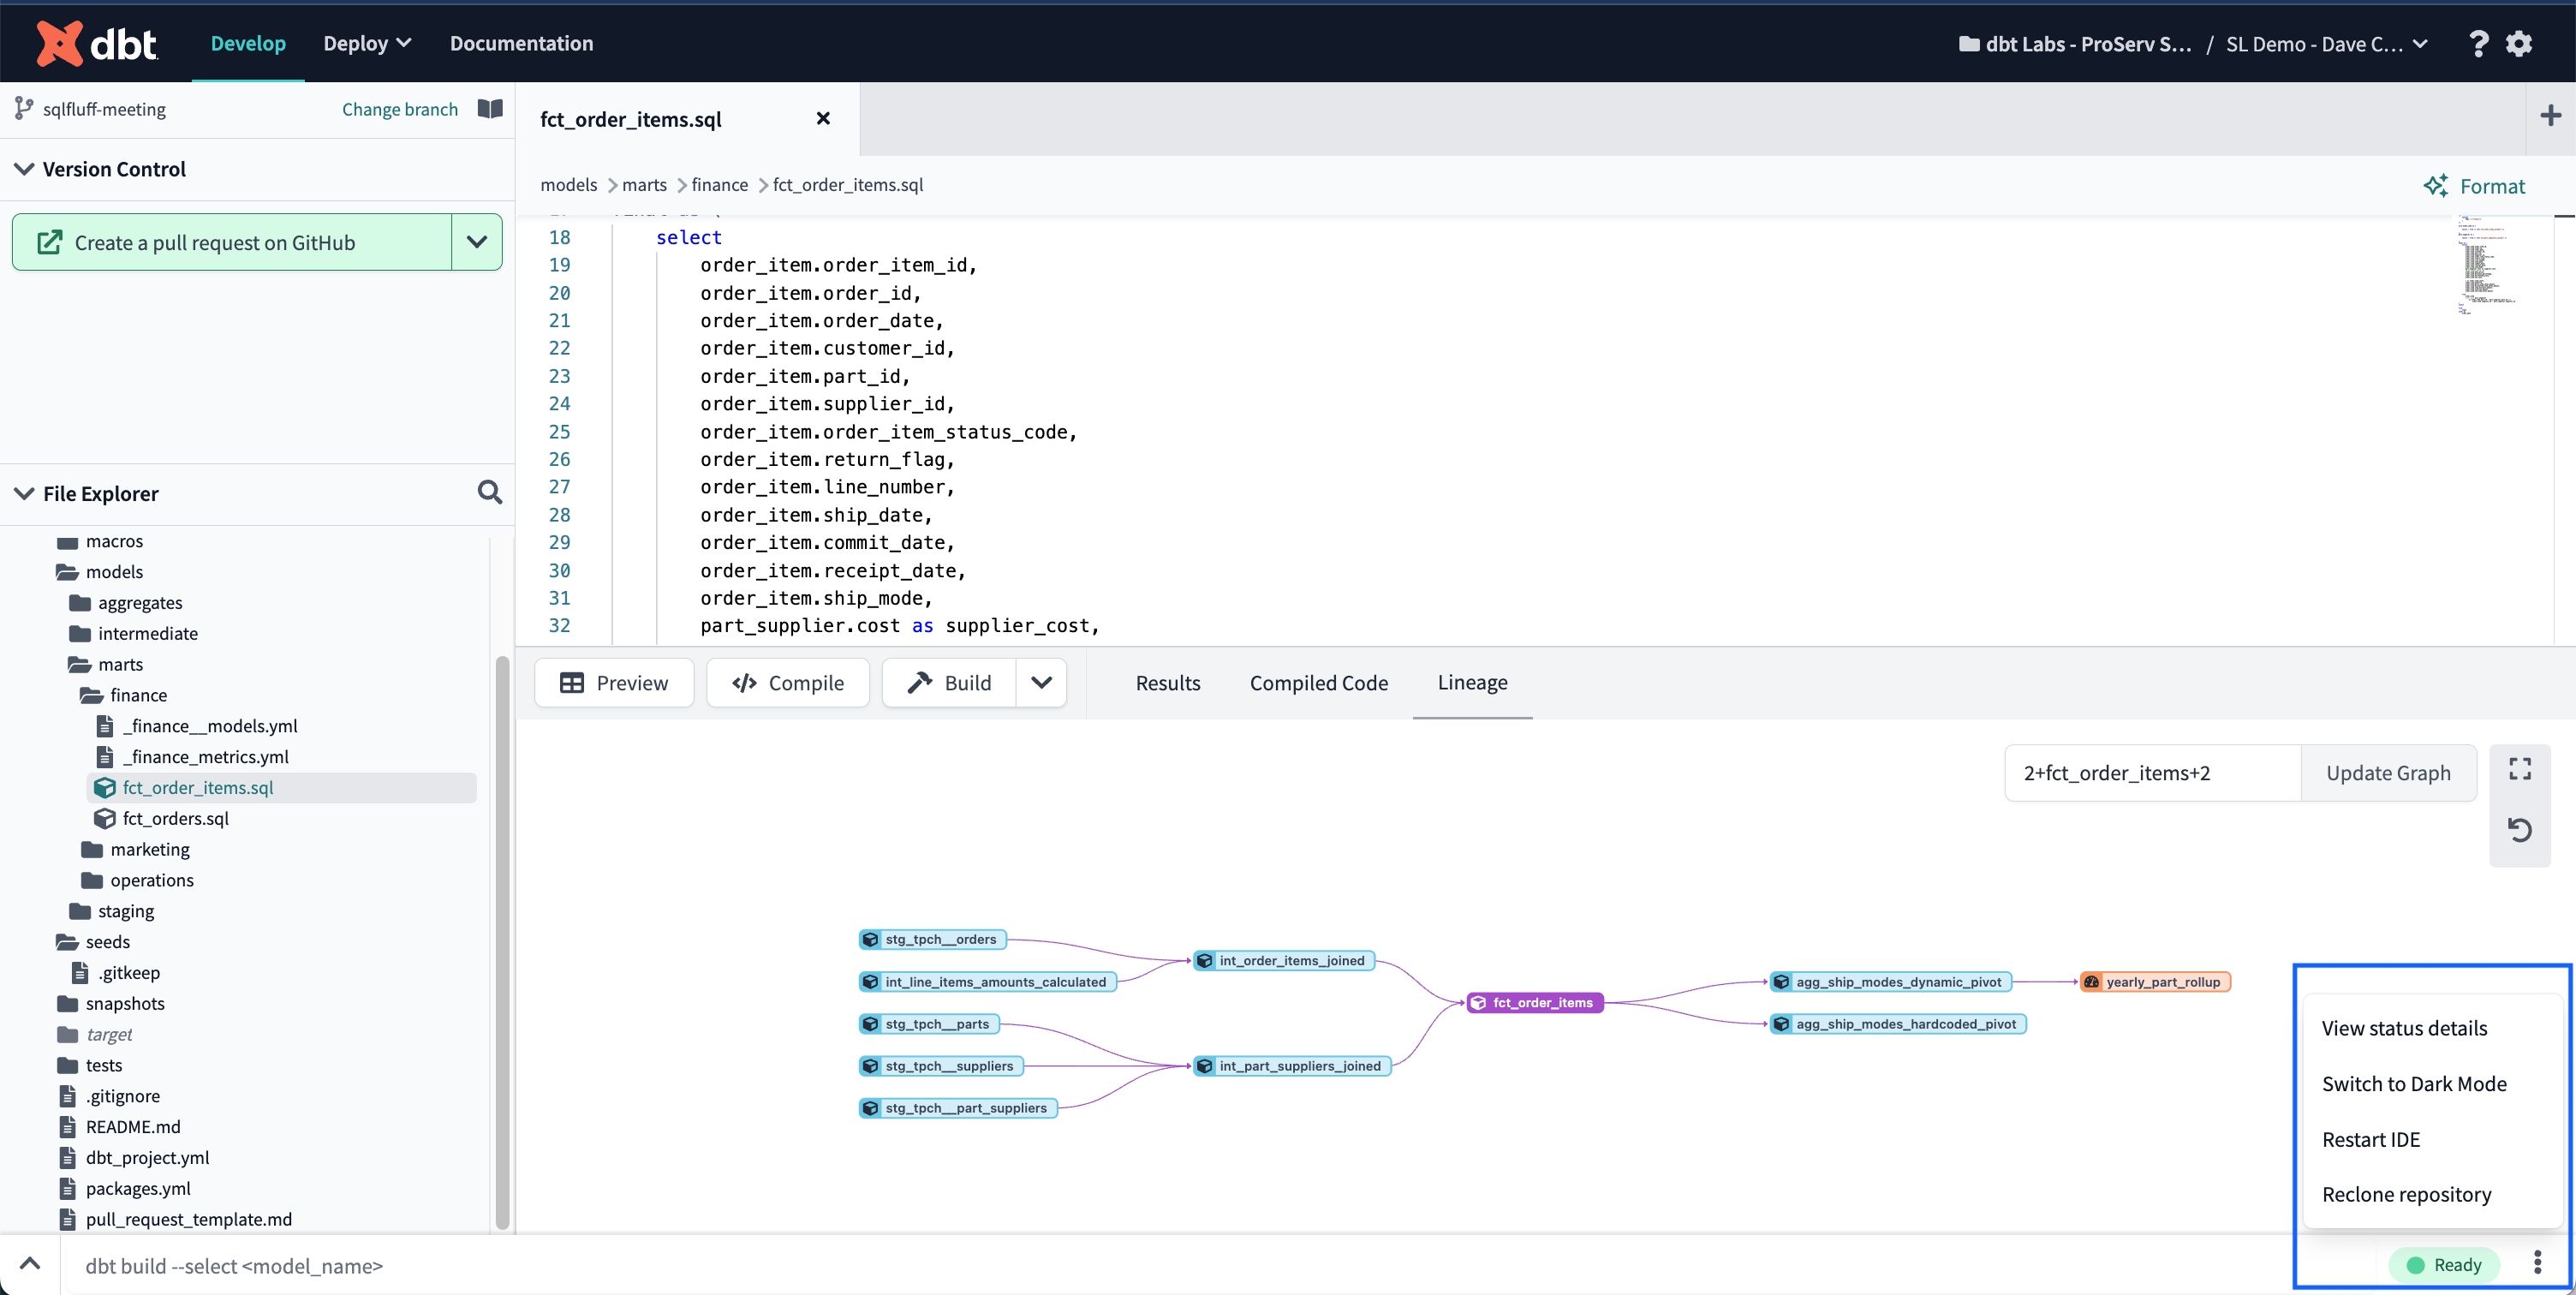 dbt
Develop
Deploy
Documentation
dbt Labs - ProServ S... / SL Demo - Dave C...
sqlfluff-meeting
Change branch
Version Control
Create a pull request on GitHub
File Explorer
macros
models
aggregates
intermediate
marts
finance
_finance__models.yml
_finance_metrics.yml
fct_order_items.sql
fct_orders.sql
marketing
operations
staging
seeds
.gitkeep
snapshots
target
tests
.gitignore
README.md
dbt_project.yml
packages.yml
pull_request_template.md
fct_order_items.sql
models > marts > finance > fct_order_items.sql
Format
18 select
19 order_item.order_item_id,
20 order_item.order_id,
21 order_item.order_date,
22 order_item.customer_id,
23 order_item.part_id,
24 order_item.supplier_id,
25 order_item.order_item_status_code,
26 order_item.return_flag,
27 order_item.line_number,
28 order_item.ship_date,
29 order_item.commit_date,
30 order_item.receipt_date,
31 order_item.ship_mode,
32 part_supplier.cost as supplier_cost,
Preview
Compile
Build
Results
Compiled Code
Lineage
2+fct_order_items+2
Update Graph
stg_tpch__orders
int_line_items_amounts_calculated
stg_tpch__parts
stg_tpch__suppliers
stg_tpch__part_suppliers
int_order_items_joined
int_part_suppliers_joined
fct_order_items
agg_ship_modes_dynamic_pivot
agg_ship_modes_hardcoded_pivot
yearly_part_rollup
View status details
Switch to Dark Mode
Restart IDE
Reclone repository
dbt build --select <model_name>
Ready